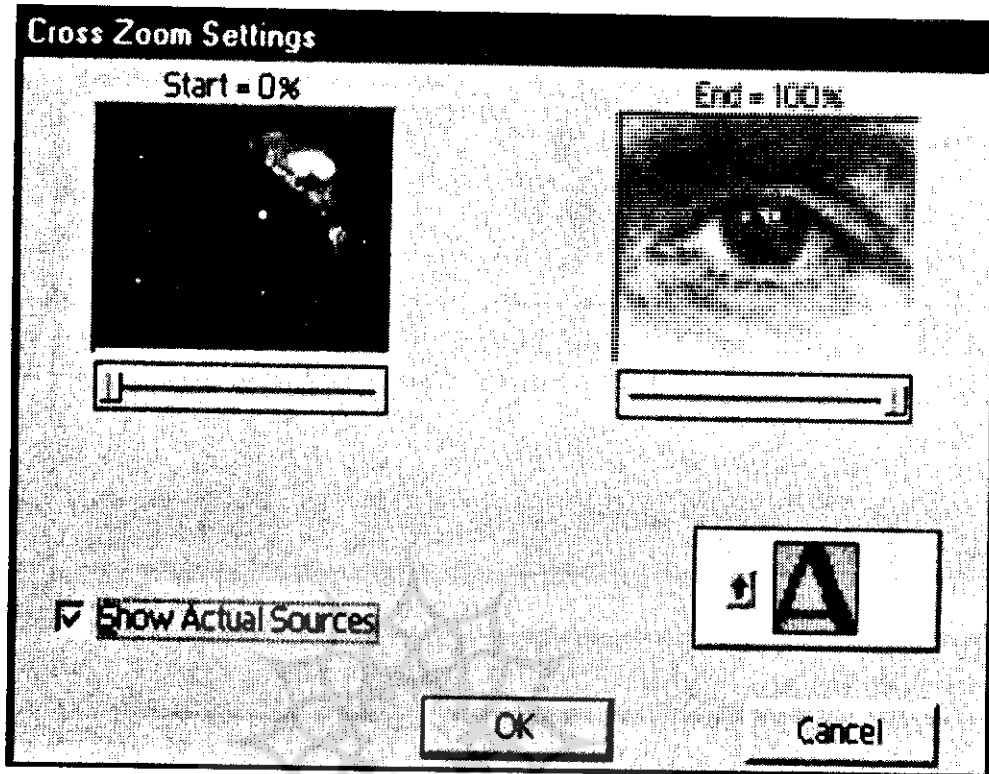 Cross Zoom Settings
Start = 0%
End = 100%
A
Show Actual Sources
OK
Cancel